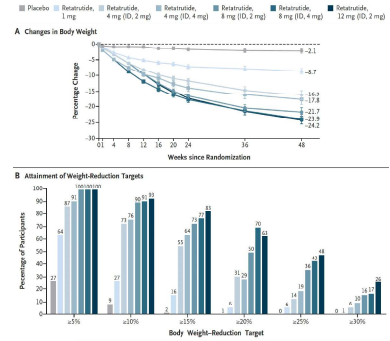 Placebo Retatrutide, Retatrutide, Retatrutide, Retatrutide, Retatrutide, Retatrutide,
1 mg 4 mg (ID, 2 mg) 4 mg (ID, 4 mg) 8 mg (ID, 2 mg) 8 mg (ID, 4 mg) 12 mg (ID, 2 mg)
A Changes in Body Weight
Percentage Change
0
-5
-10
-15
-20
-25
-30
-2.1
-8.7
-17.8
-21.7
-23.9
-24.2
0 1 4 8 12 16 20 24 36 48
Weeks since Randomization
B Attainment of Weight-Reduction Targets
Percentage of Participants
100
90
80
70
60
50
40
30
20
10
0
27 64 87 91 100 100 100
9 27 73 76 90 91 93
2 16 55 64 73 77 83
1 6 31 29 50 70 63
0 6 14 19 36 42 48
0 1 6 10 16 17 26
≥5% ≥10% ≥15% ≥20% ≥25% ≥30%
Body Weight–Reduction Target